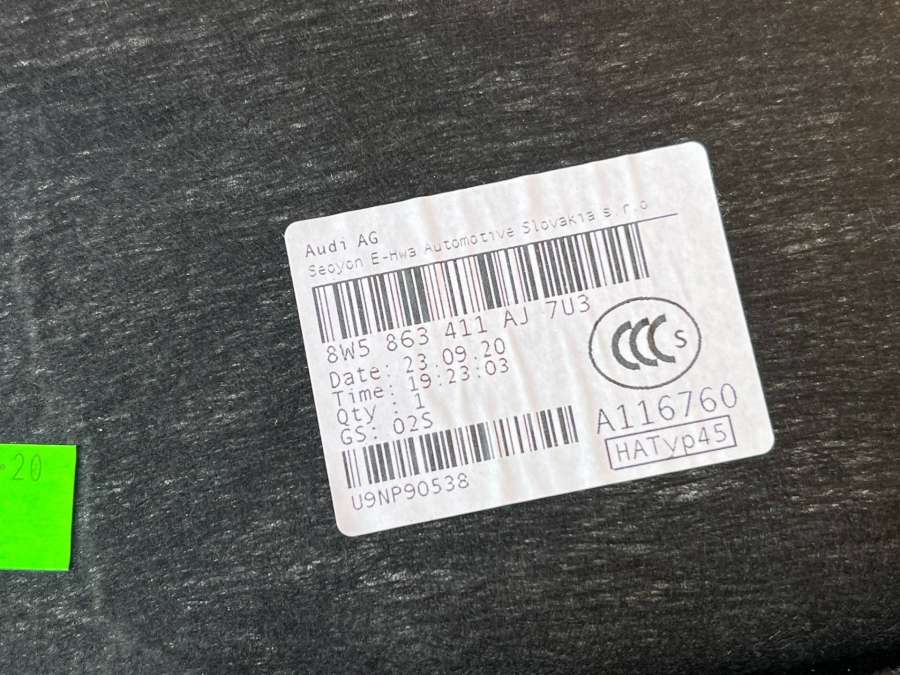 Audi AG
Seoyon E-Hwa Automotive Slovakia s.r.o
8W5 863 411 AJ 7U3
Date: 23.09.20
Time: 19:23:03
Qty : 1
GS: 02S
U9NP90538
CCC S
A116760
HATyp45
.20